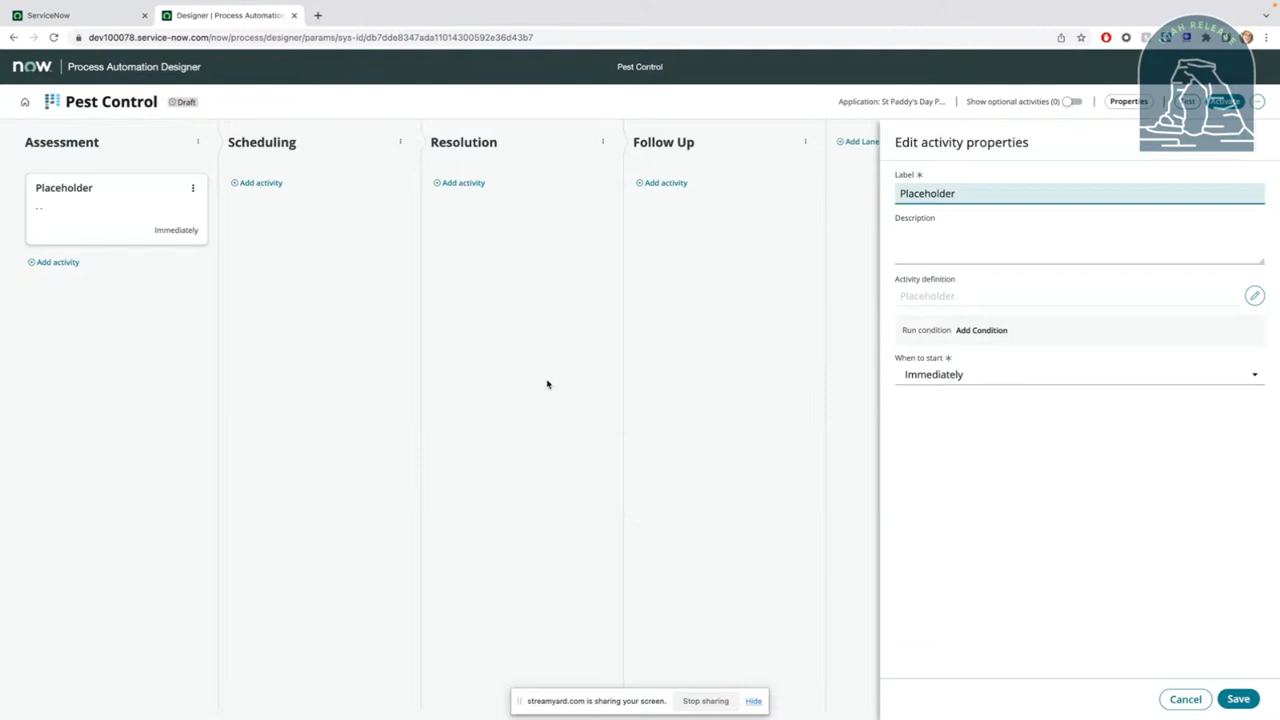 ServiceNow
Designer | Process Automation
dev100078.service-now.com/now/process/designer/params/sys-id/db7dde8347ada11014300592e36d43b7
now. Process Automation Designer
Pest Control
Pest Control
Draft
Application: St Paddy's Day P...
Show optional activities (0)
Properties
Test
Activate
AH RELEASE
Assessment
Scheduling
Resolution
Follow Up
Add Lane
Placeholder
- -
Immediately
Add activity
Add activity
Add activity
Add activity
Edit activity properties
Label *
Placeholder
Description
Activity definition
Placeholder
Run condition Add Condition
When to start *
Immediately
Cancel
Save
streamyard.com is sharing your screen.
Stop sharing
Hide